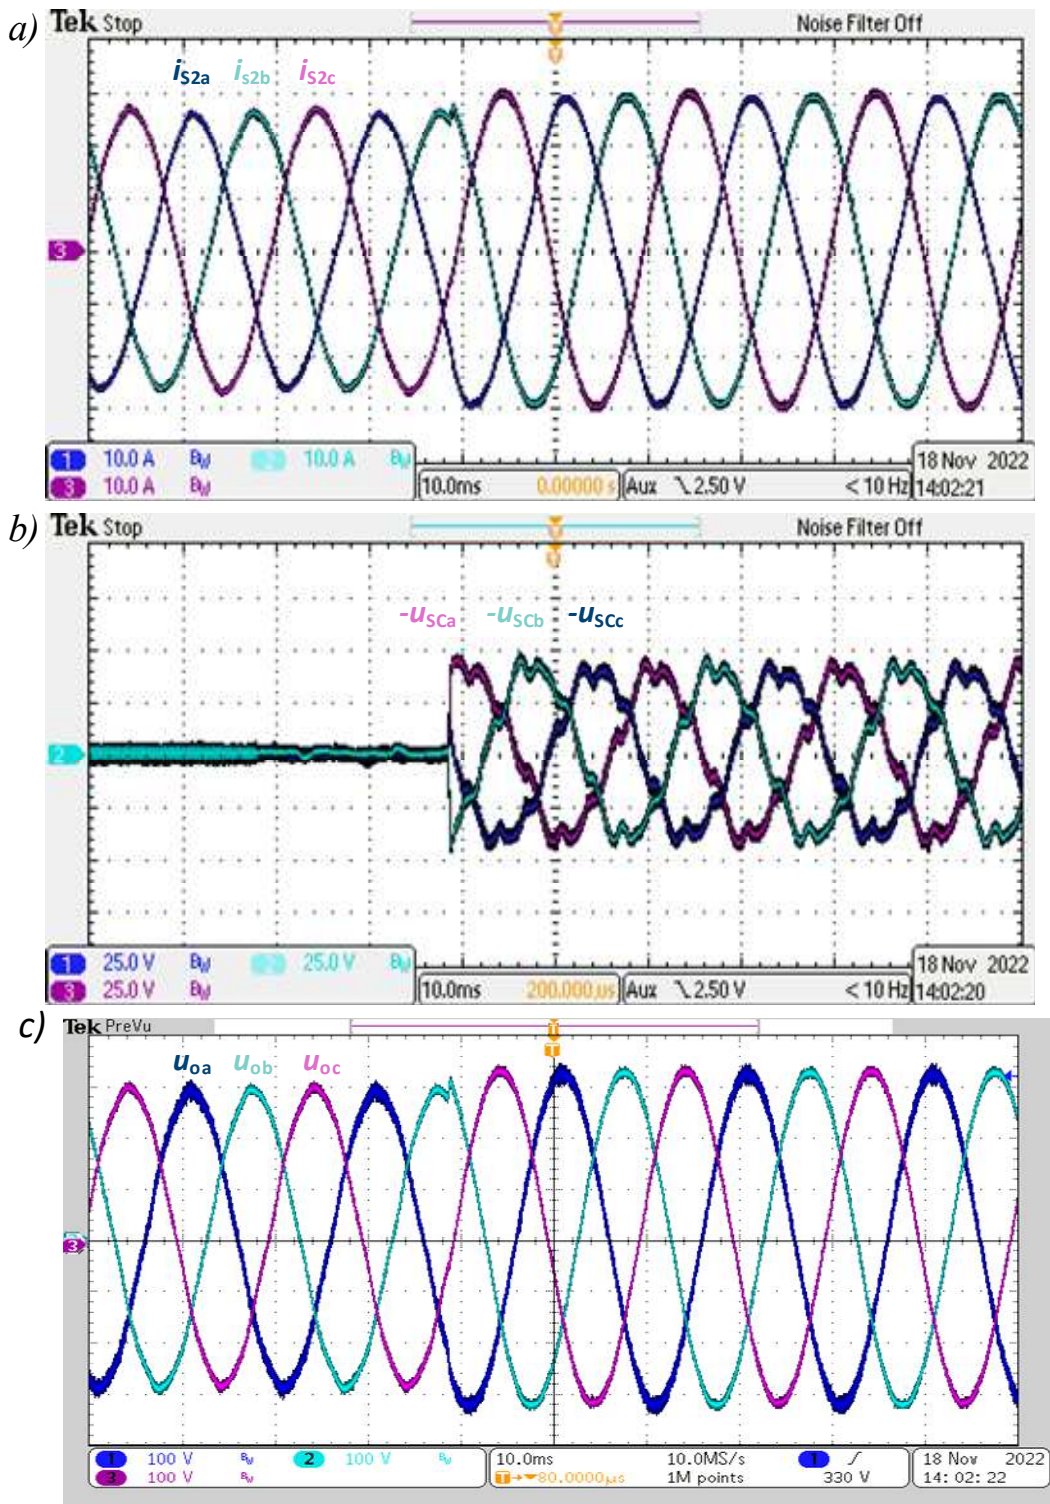 a) Tek Stop Noise Filter Off
iS2a is2b iS2c
3
1 10.0 A BW 2 10.0 A BW
3 10.0 A BW
10.0ms 0.00000 s Aux \ 2.50 V < 10 Hz
18 Nov 2022
14:02:21
b) Tek Stop Noise Filter Off
-uSCa -uSCb -uSCc
2
1 25.0 V BW 2 25.0 V BW
3 25.0 V BW
10.0ms 200.000µs Aux \ 2.50 V < 10 Hz
18 Nov 2022
14:02:20
c) Tek PreVu
T
T
uoa uob uoc
3
1 100 V BW 2 100 V BW
3 100 V BW
10.0ms 10.0MS/s 1 ∫
T→▼80.0000µs 1M points 330 V
18 Nov 2022
14:02:22